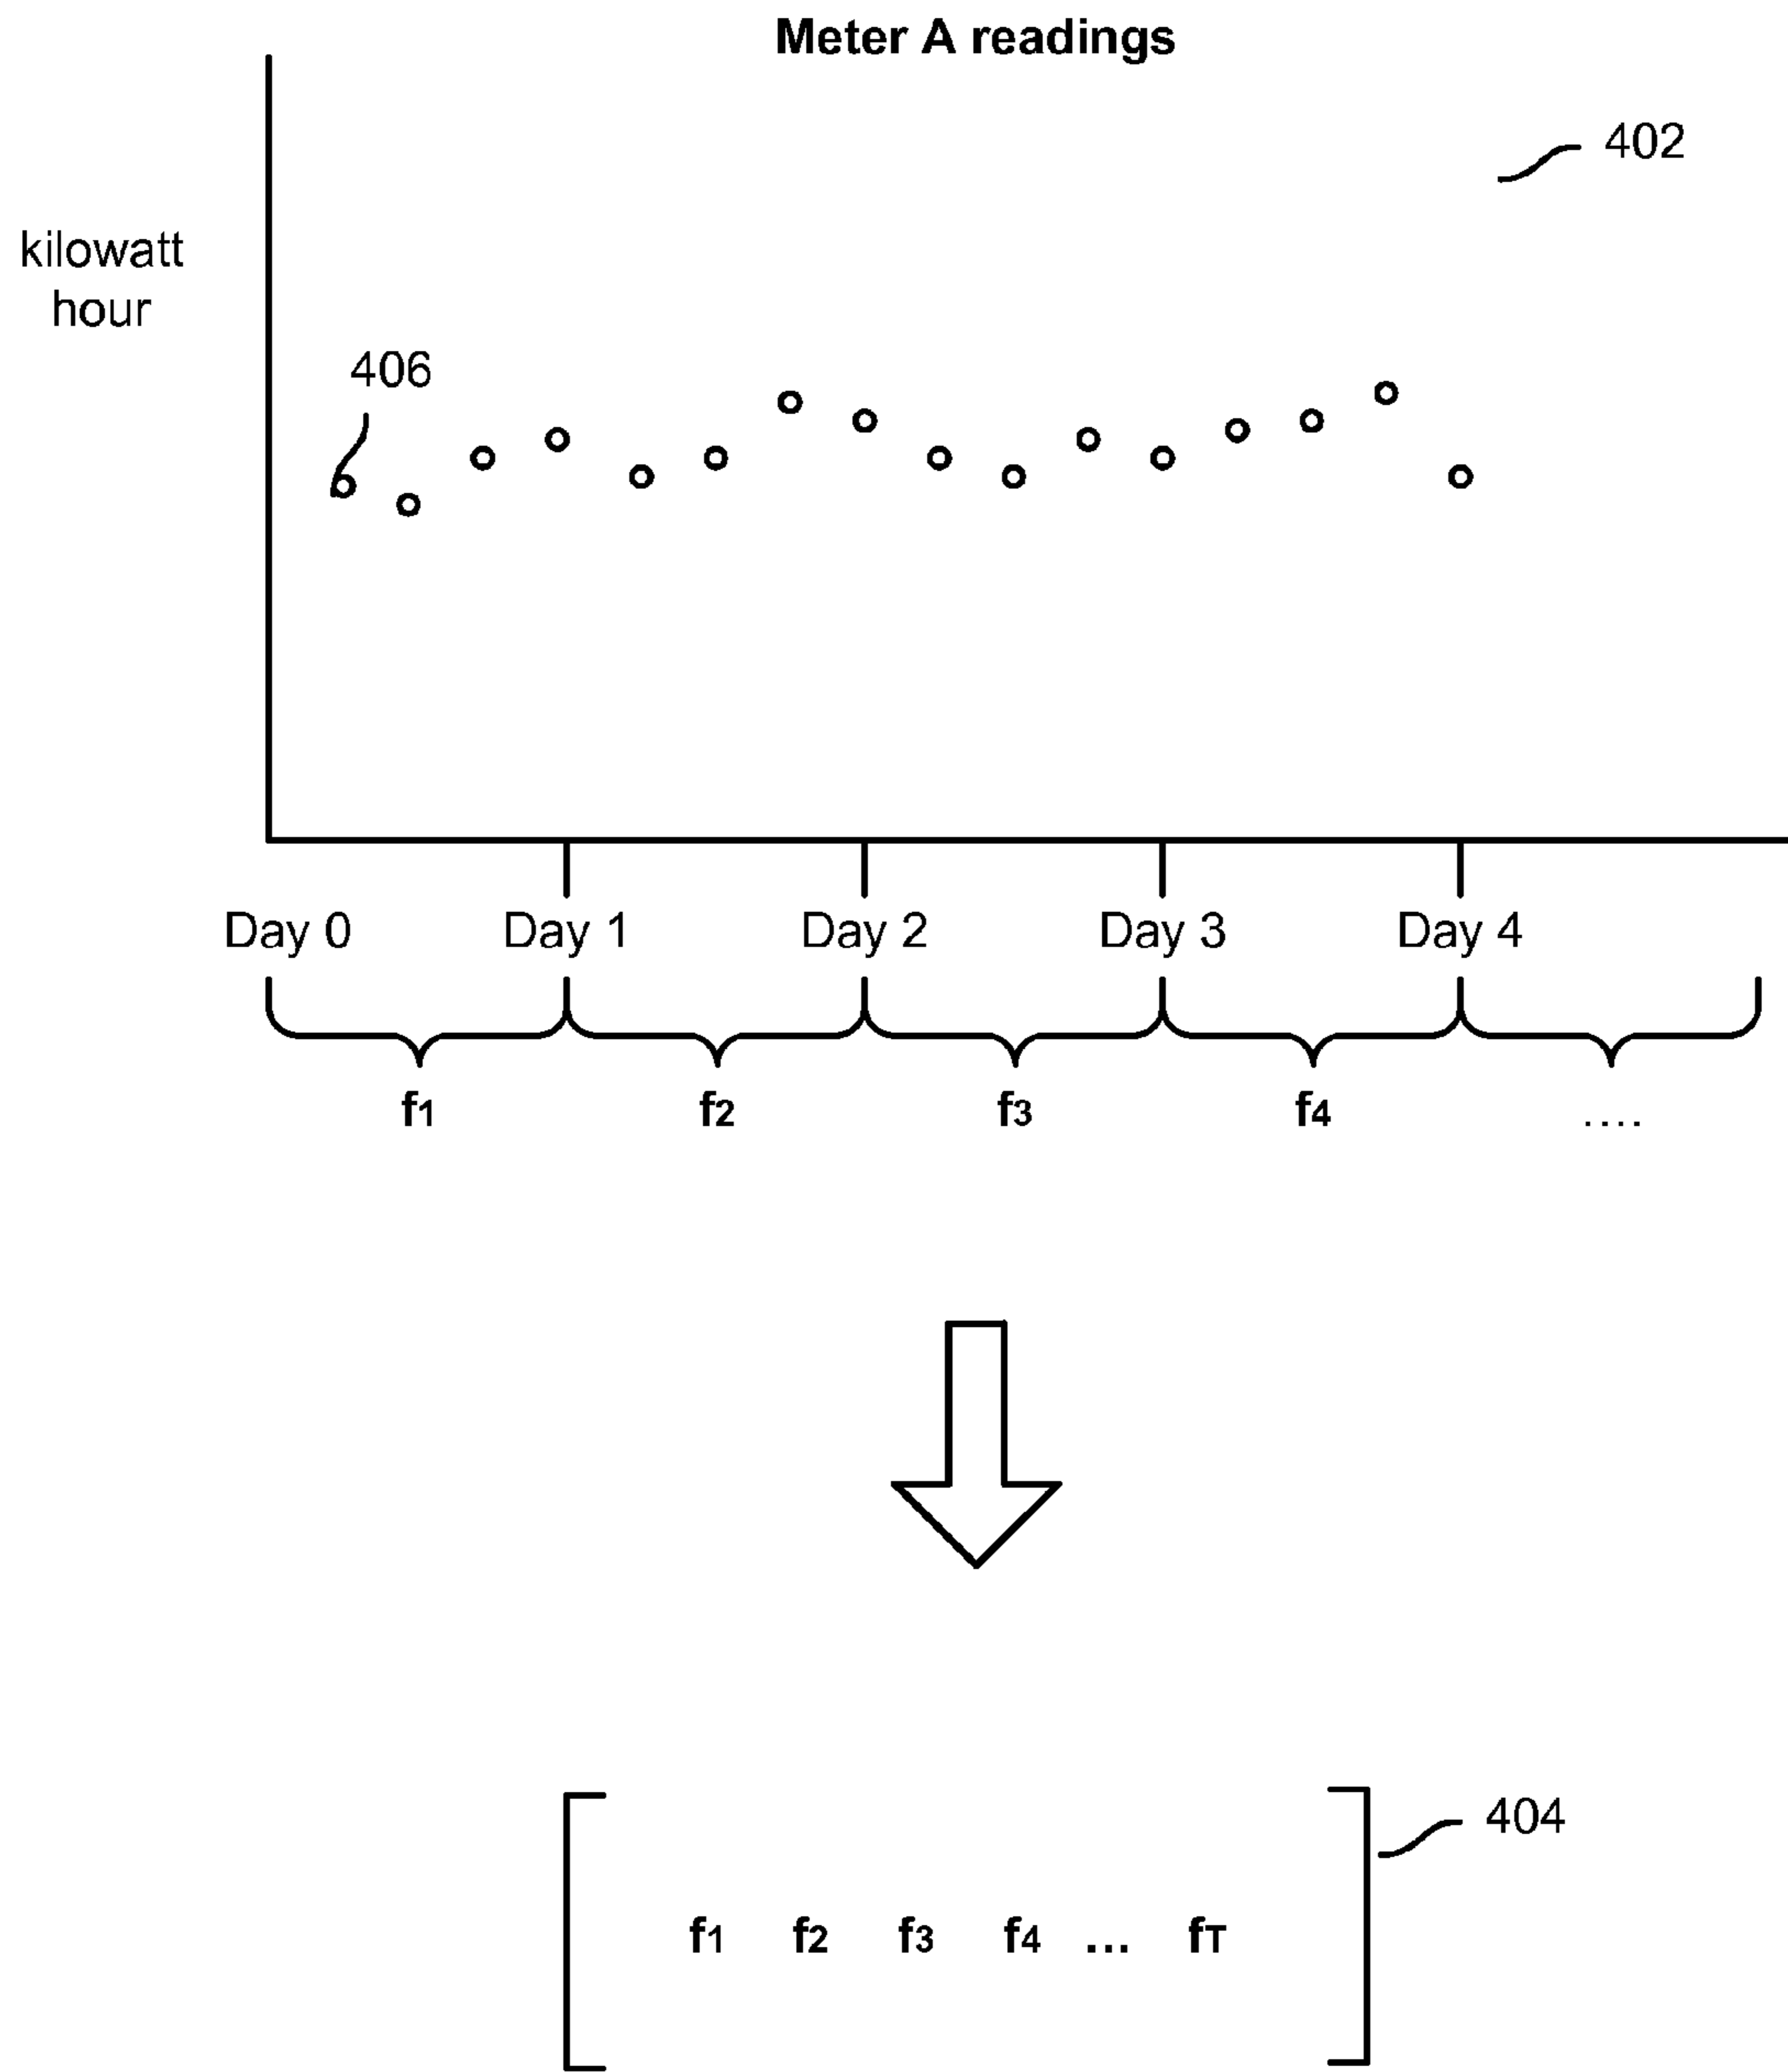 Meter A readings
402
kilowatt
hour
406
Day 0 Day 1 Day 2 Day 3 Day 4
f1 f2 f3 f4 ....
404
f1 f2 f3 f4 ... fT